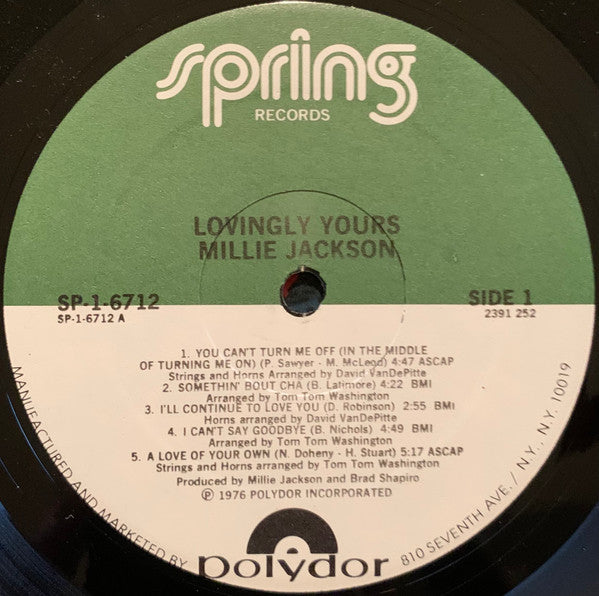 spring
RECORDS
LOVINGLY YOURS
MILLIE JACKSON
SP-1-6712
SP-1-6712 A
SIDE 1
2391 252
1. YOU CAN'T TURN ME OFF (IN THE MIDDLE
OF TURNING ME ON) (P. Sawyer - M. McLeod) 4:47 ASCAP
Strings and Horns Arranged by David VanDePitte
2. SOMETHIN' BOUT CHA (B. Latimore) 4:22 BMI
Arranged by Tom Tom Washington
3. I'LL CONTINUE TO LOVE YOU (D. Robinson) 2:55 BMI
Horns arranged by David VanDePitte
4. I CAN'T SAY GOODBYE (B. Nichols) 4:49 BMI
Arranged by Tom Tom Washington
5. A LOVE OF YOUR OWN (N. Doheny - H. Stuart) 5:17 ASCAP
Strings and Horns arranged by Tom Tom Washington
Produced by Millie Jackson and Brad Shapiro
℗ 1976 POLYDOR INCORPORATED
MANUFACTURED AND MARKETED BY
polydor
810 SEVENTH AVE. / N.Y., N.Y. 10019